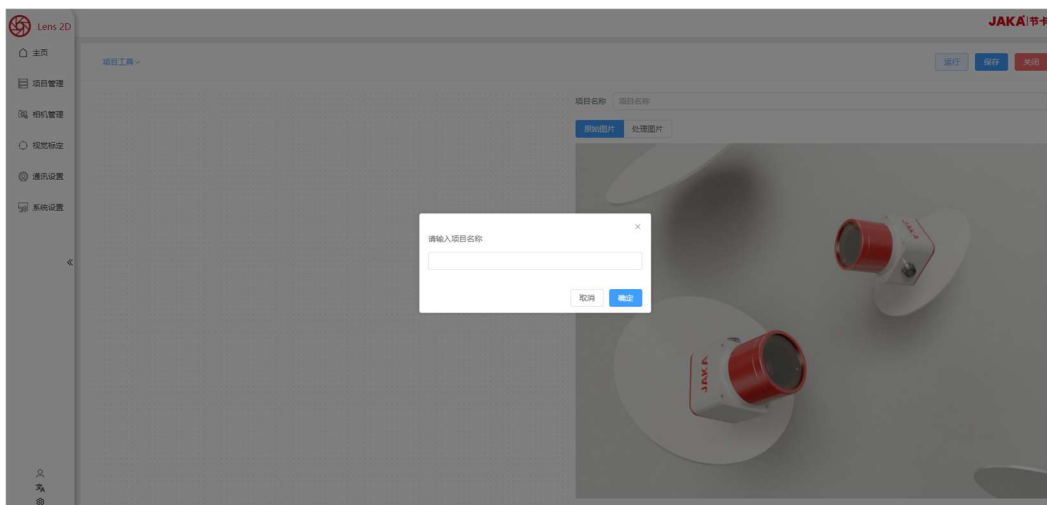 Lens 2D
JAKA 节卡
主页
项目管理
相机管理
视觉标定
通讯设置
系统设置
项目工具
运行
保存
关闭
项目名称
项目名称
原始图片
处理图片
JAKA
JAKA
请输入项目名称
取消
确定